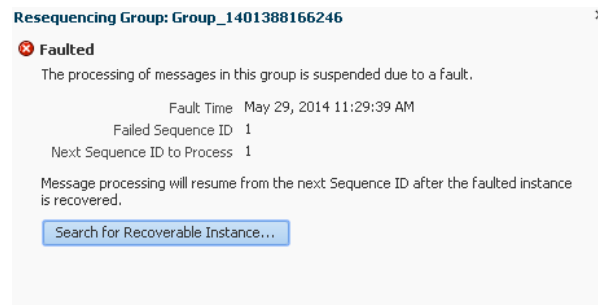 Resequencing Group: Group_1401388166246
Faulted
The processing of messages in this group is suspended due to a fault.
Fault Time May 29, 2014 11:29:39 AM
Failed Sequence ID 1
Next Sequence ID to Process 1
Message processing will resume from the next Sequence ID after the faulted instance
is recovered.
Search for Recoverable Instance...